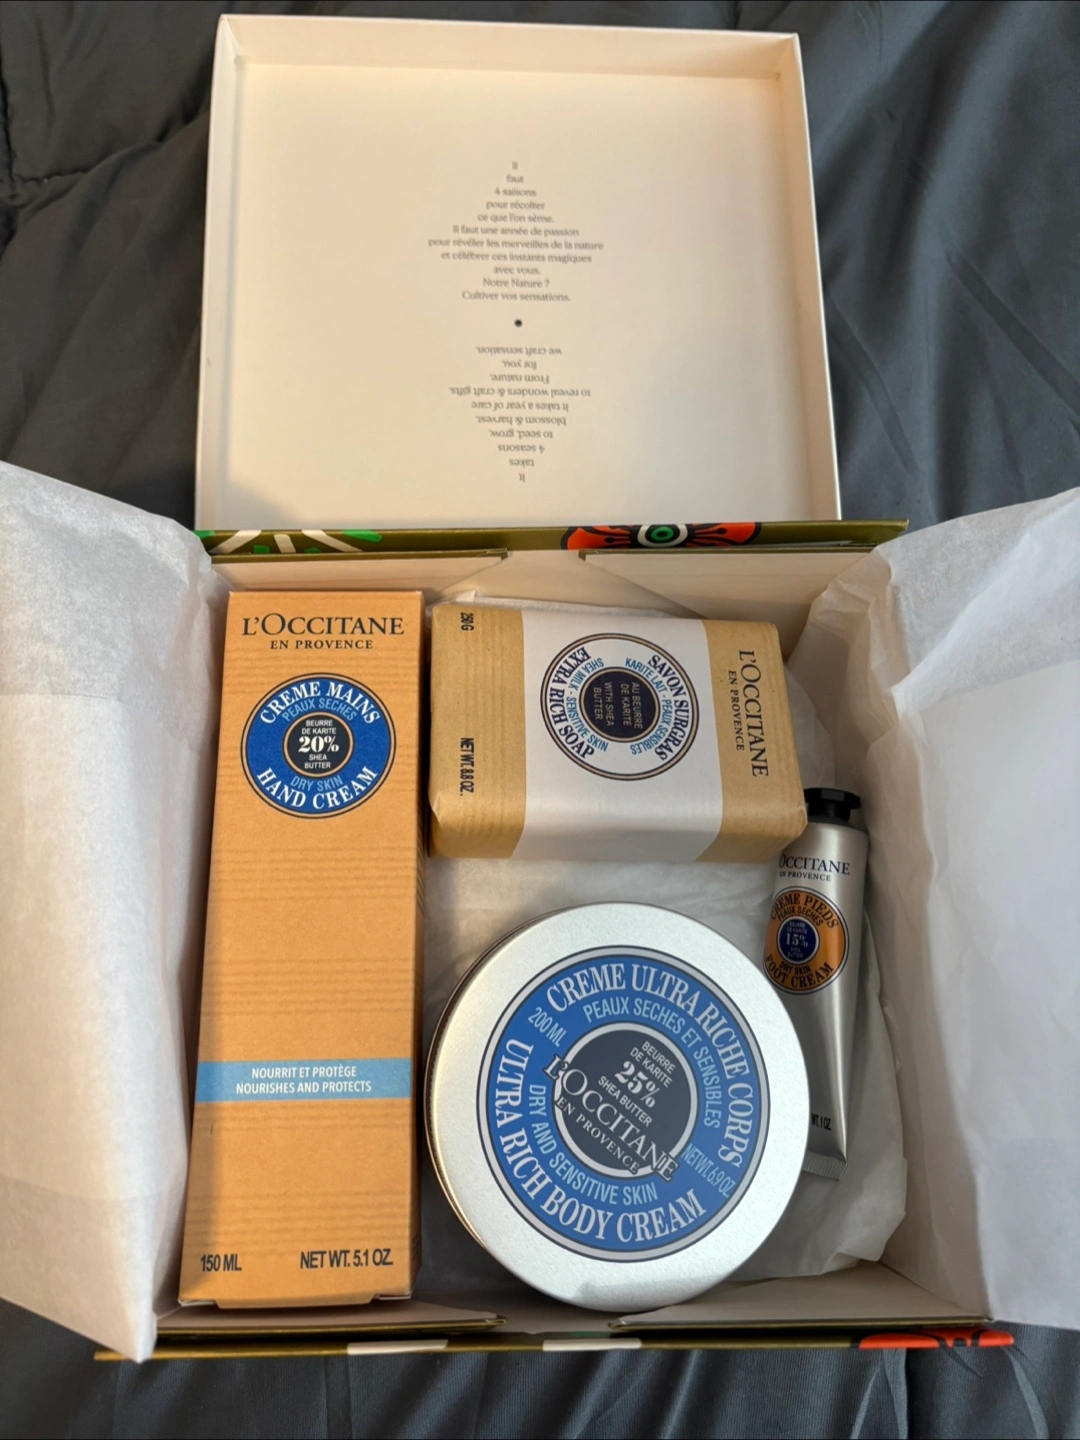 Il
faut
4 saisons
pour récolter
ce que l'on sème.
Il faut une année de passion
pour révéler les merveilles de la nature
et célébrer ces instants magiques
avec vous.
Notre Nature ?
Cultiver vos sensations.
It
takes
4 seasons
to seed, grow,
blossom & harvest.
It takes a year of care
to reveal wonders & craft gifts.
From nature,
for you,
we craft sensation.
L'OCCITANE
EN PROVENCE
CREME MAINS
PEAUX SECHES
BEURRE
DE KARITE
20%
SHEA
BUTTER
DRY SKIN
HAND CREAM
NOURRIT ET PROTÈGE
NOURISHES AND PROTECTS
150 ML
NET WT. 5.1 OZ.
250 G
NET WT. 8.8 OZ.
SAVON SURGRAS
KARITE LAIT - PEAUX SENSIBLES
AU BEURRE
DE KARITE
WITH SHEA
BUTTER
SHEA MILK - SENSITIVE SKIN
EXTRA RICH SOAP
L'OCCITANE
EN PROVENCE
OCCITANE
EN PROVENCE
CREME PIEDS
PEAUX SECHES
15%
DRY SKIN
FOOT CREAM
WT. 1 OZ.
CREME ULTRA RICHE CORPS
PEAUX SECHES ET SENSIBLES
200 ML
BEURRE
DE KARITE
25%
SHEA BUTTER
L'OCCITANE
EN PROVENCE
NET WT. 6.9 OZ.
DRY AND SENSITIVE SKIN
ULTRA RICH BODY CREAM